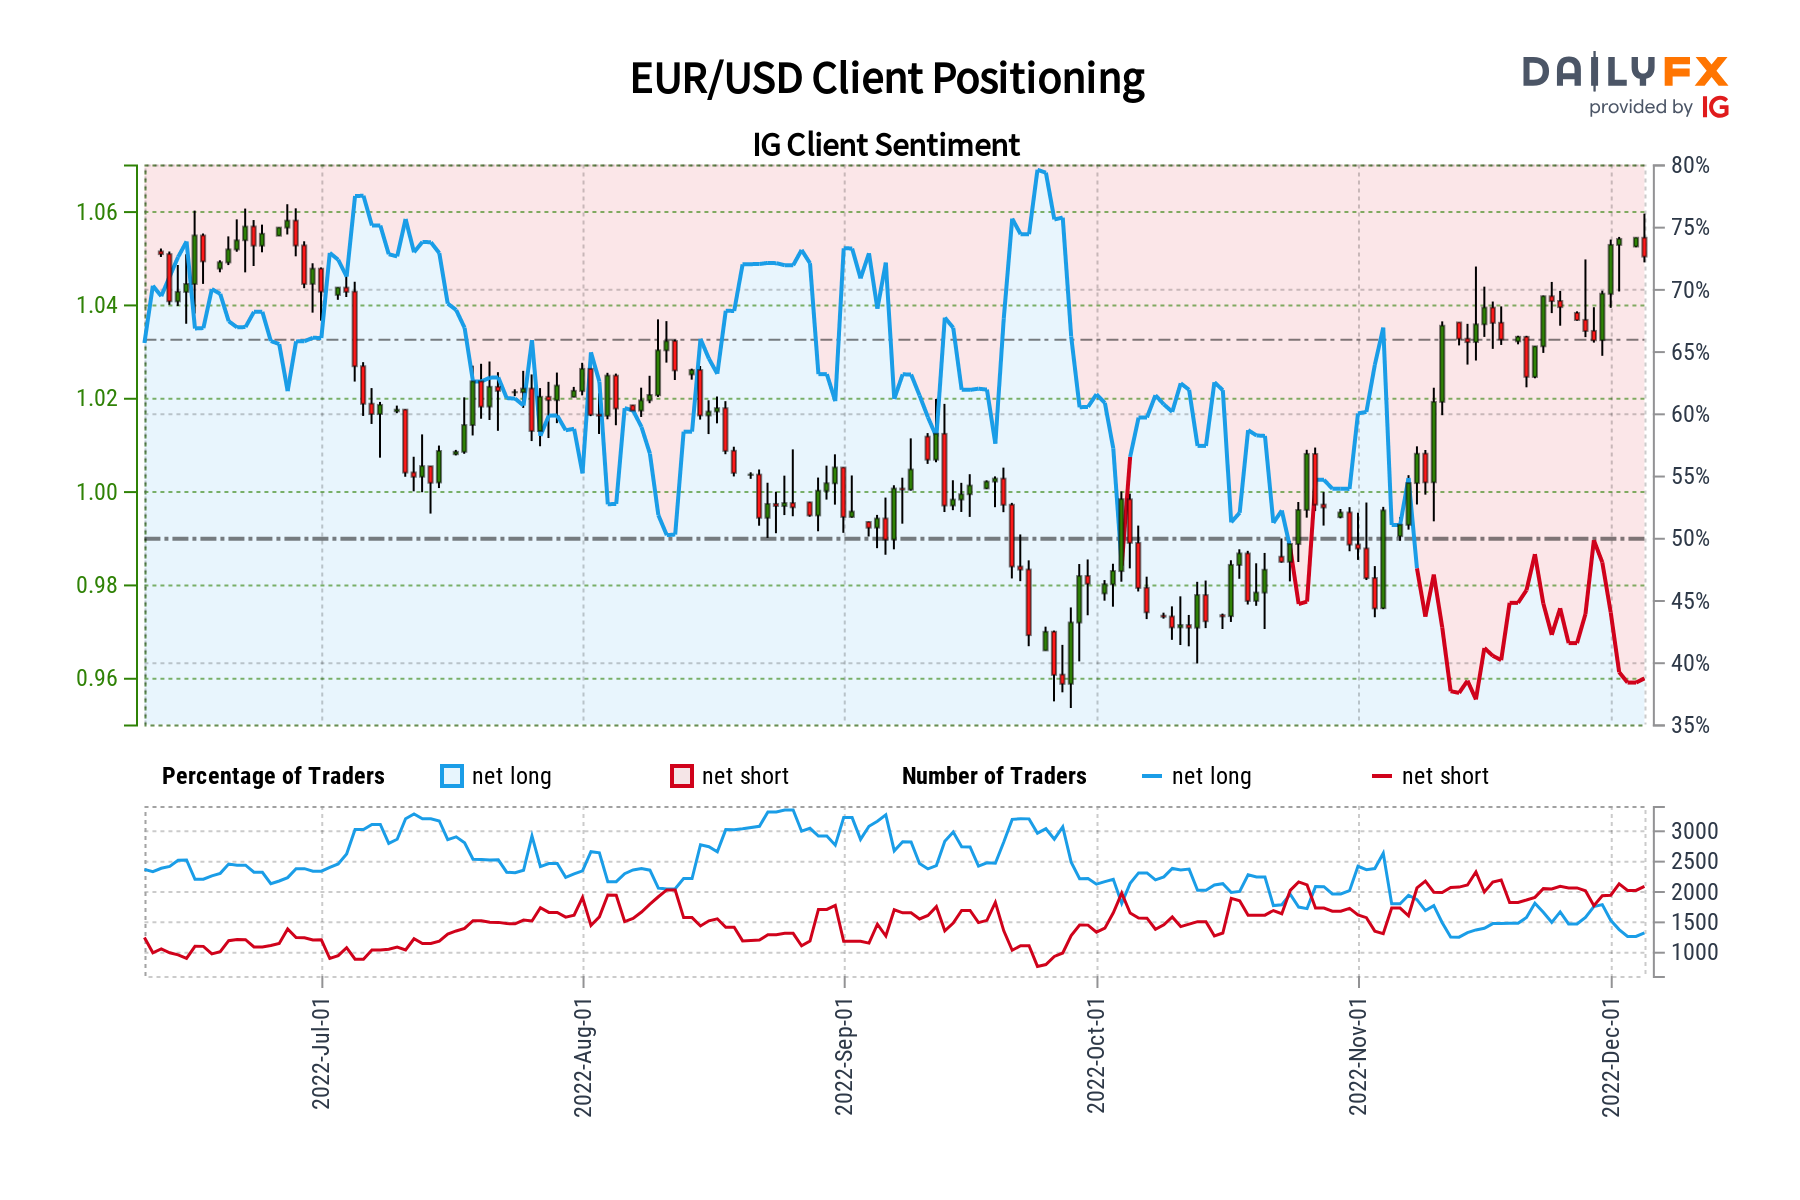 EUR/USD Client Positioning
DAILYFX
provided by IG
IG Client Sentiment
1.06
1.04
1.02
1.00
0.98
0.96
80%
75%
70%
65%
60%
55%
50%
45%
40%
35%
Percentage of Traders net long net short Number of Traders net long net short
3000
2500
2000
1500
1000
2022-Jul-01
2022-Aug-01
2022-Sep-01
2022-Oct-01
2022-Nov-01
2022-Dec-01